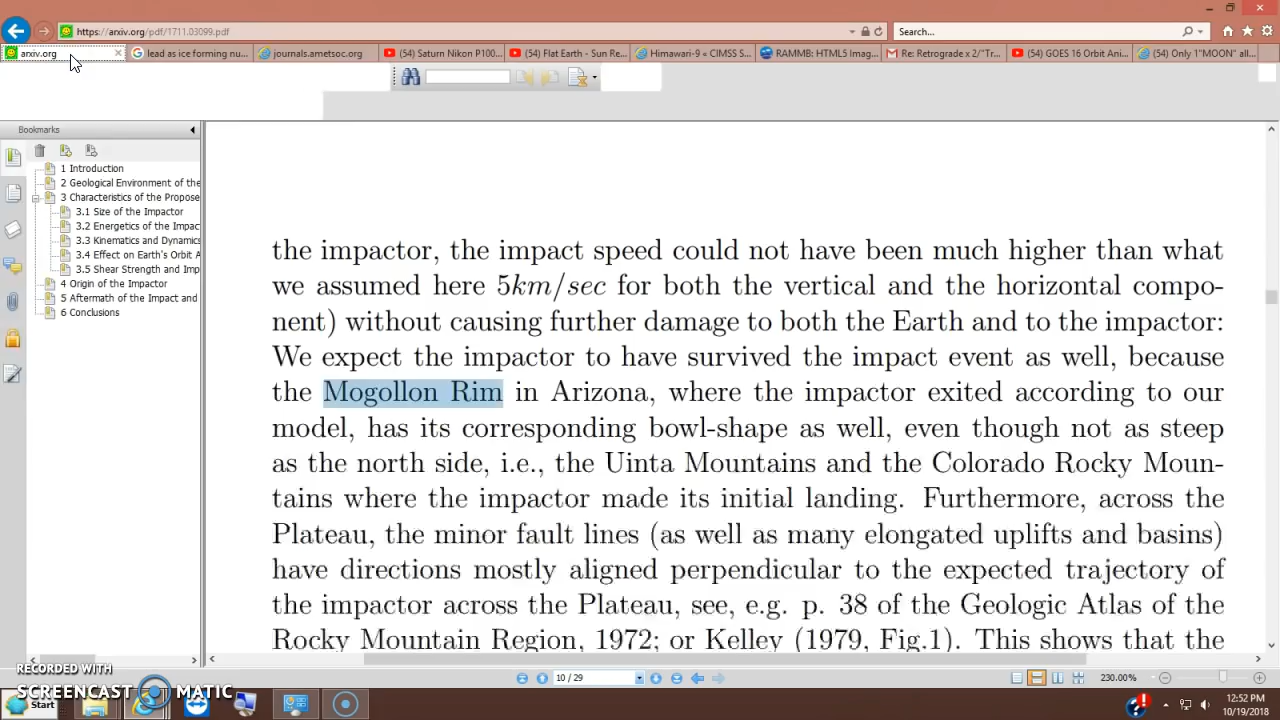 https://arxiv.org/pdf/1711.03099.pdf
Search...
arxiv.org
lead as ice forming nu...
journals.ametsoc.org
(54) Saturn Nikon P100...
(54) Flat Earth - Sun Re...
Himawari-9 « CIMSS S...
RAMMB: HTML5 Imag...
Re: Retrograde x 2/"Tr...
(54) GOES 16 Orbit Ani...
(54) Only 1"MOON" all...
Bookmarks
1 Introduction
2 Geological Environment of the
3 Characteristics of the Propose
3.1 Size of the Impactor
3.2 Energetics of the Impac
3.3 Kinematics and Dynamics
3.4 Effect on Earth's Orbit A
3.5 Shear Strength and Imp
4 Origin of the Impactor
5 Aftermath of the Impact and
6 Conclusions
the impactor, the impact speed could not have been much higher than what
we assumed here 5km/sec for both the vertical and the horizontal compo-
nent) without causing further damage to both the Earth and to the impactor:
We expect the impactor to have survived the impact event as well, because
the Mogollon Rim in Arizona, where the impactor exited according to our
model, has its corresponding bowl-shape as well, even though not as steep
as the north side, i.e., the Uinta Mountains and the Colorado Rocky Moun-
tains where the impactor made its initial landing. Furthermore, across the
Plateau, the minor fault lines (as well as many elongated uplifts and basins)
have directions mostly aligned perpendicular to the expected trajectory of
the impactor across the Plateau, see, e.g. p. 38 of the Geologic Atlas of the
Rocky Mountain Region, 1972; or Kelley (1979, Fig.1). This shows that the
10 / 29
230.00%
RECORDED WITH
SCREENCAST MATIC
Start
12:52 PM
10/19/2018